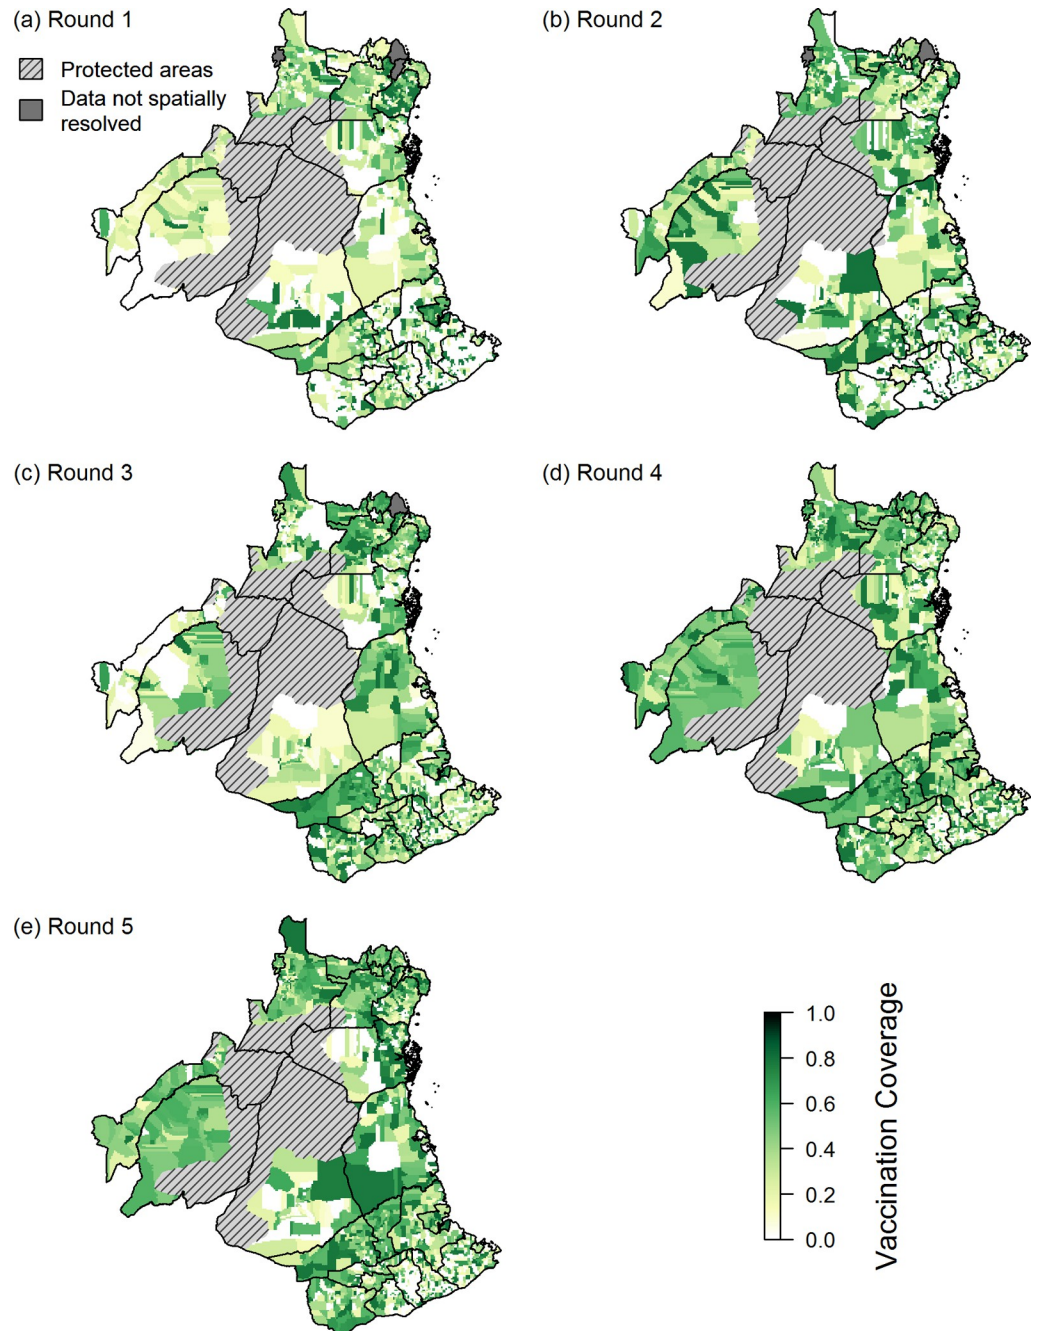 (a) Round 1
(b) Round 2
Protected areas
Data not spatially
resolved
(c) Round 3
(d) Round 4
(e) Round 5
1.0
0.8
0.6
0.4
0.2
0.0
Vaccination Coverage